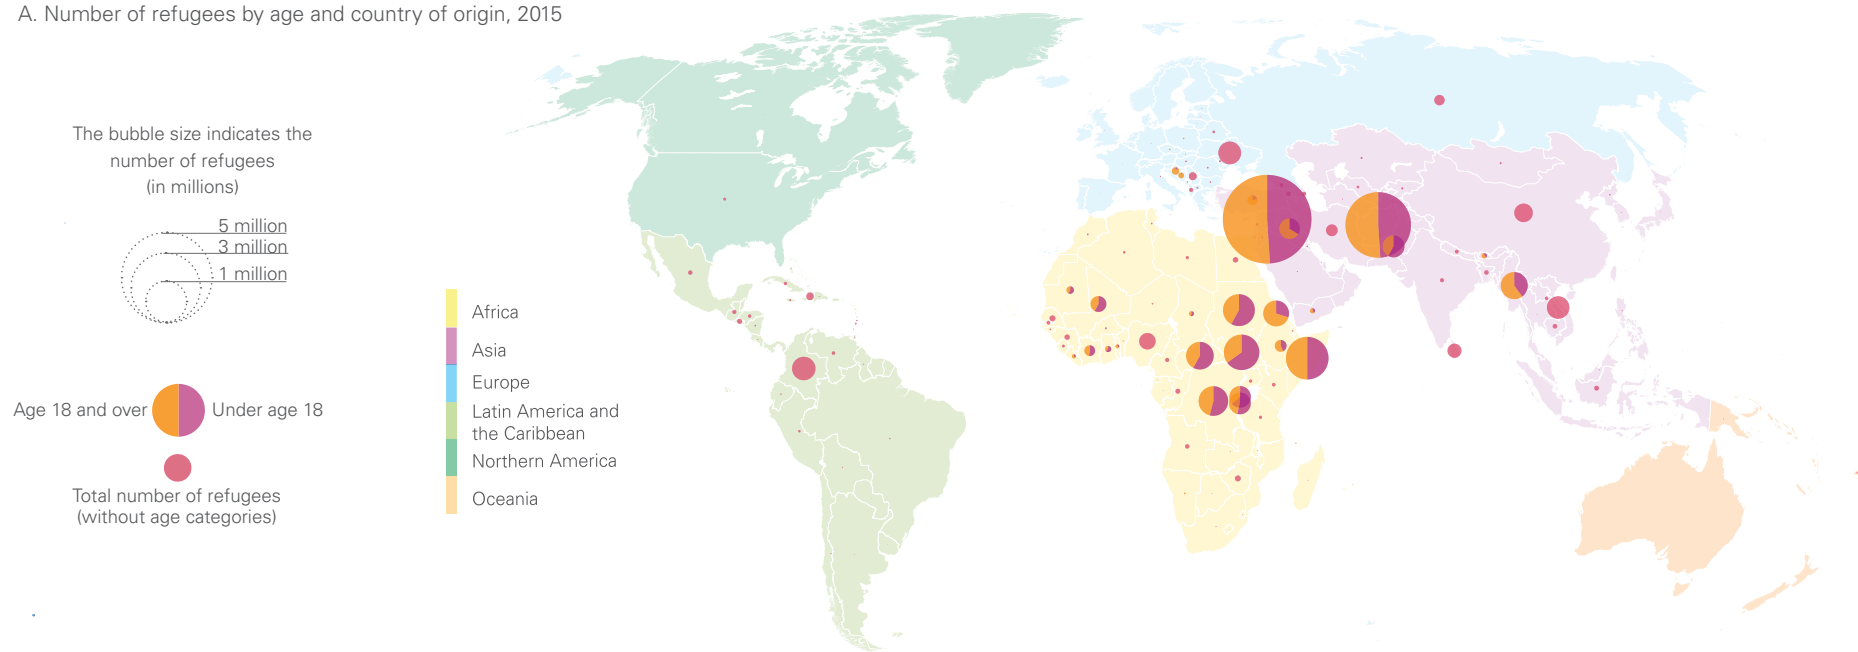 A. Number of refugees by age and country of origin, 2015
The bubble size indicates the
number of refugees
(in millions)
5 million
3 million
1 million
Age 18 and over
Under age 18
Total number of refugees
(without age categories)
Africa
Asia
Europe
Latin America and
the Caribbean
Northern America
Oceania